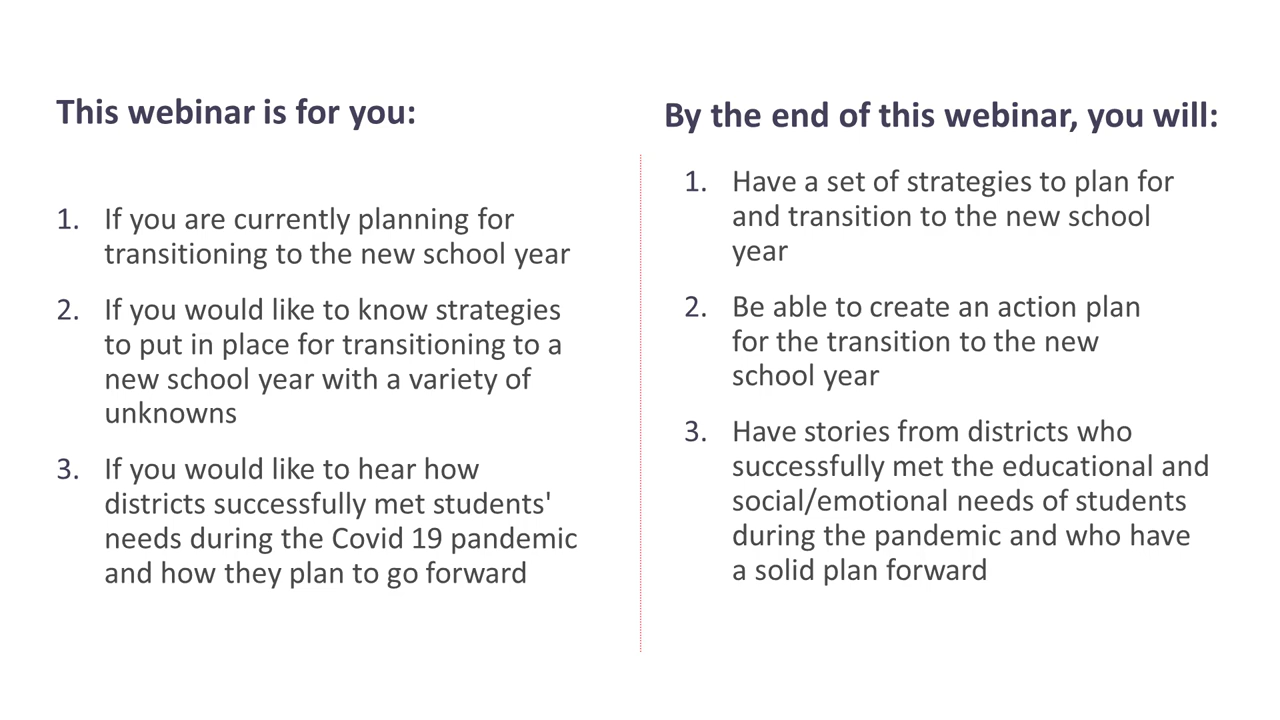 This webinar is for you:
1. If you are currently planning for
transitioning to the new school year
2. If you would like to know strategies
to put in place for transitioning to a
new school year with a variety of
unknowns
3. If you would like to hear how
districts successfully met students'
needs during the Covid 19 pandemic
and how they plan to go forward
By the end of this webinar, you will:
1. Have a set of strategies to plan for
and transition to the new school
year
2. Be able to create an action plan
for the transition to the new
school year
3. Have stories from districts who
successfully met the educational and
social/emotional needs of students
during the pandemic and who have
a solid plan forward